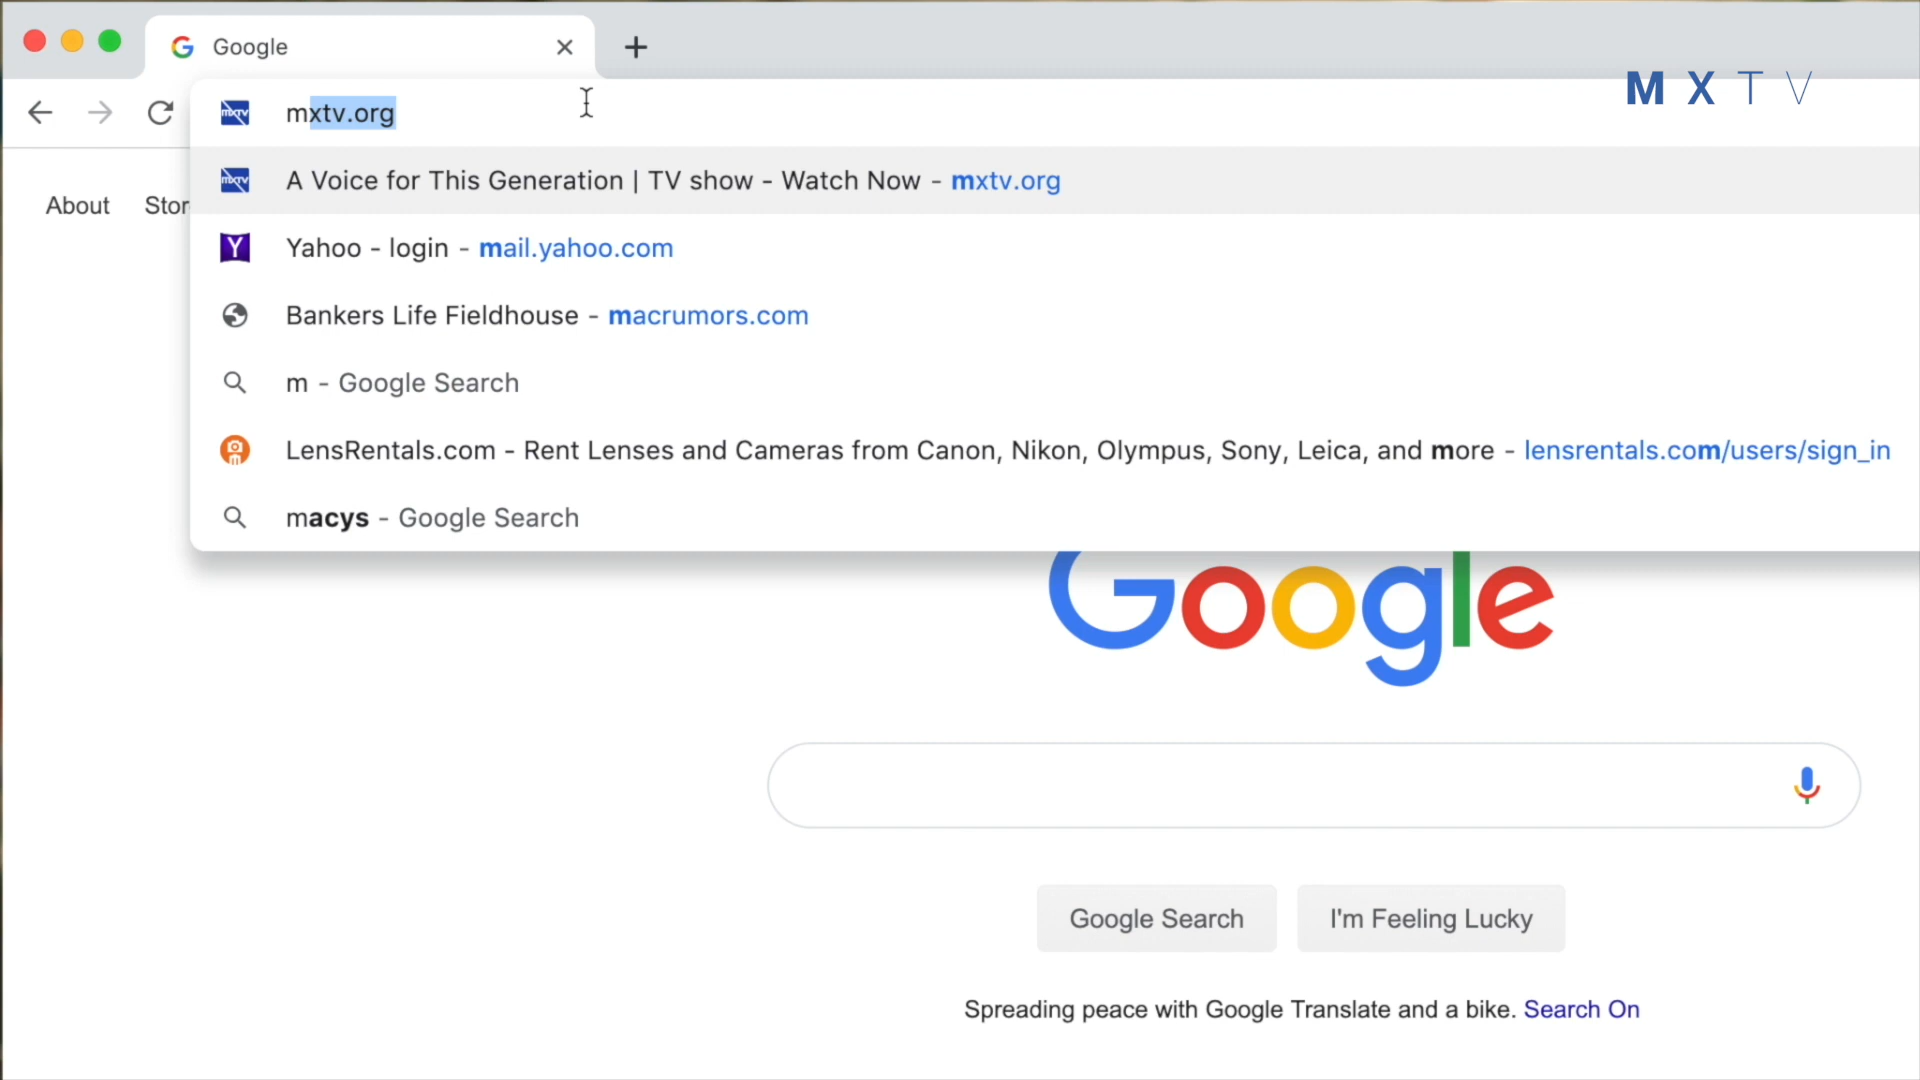 Google
MXTV
mxtv.org
A Voice for This Generation | TV show - Watch Now - mxtv.org
About
Yahoo - login - mail.yahoo.com
Bankers Life Fieldhouse - macrumors.com
m - Google Search
LensRentals.com - Rent Lenses and Cameras from Canon, Nikon, Olympus, Sony, Leica, and more - lensrentals.com/users/sign_in
macys - Google Search
Google
Google Search
I'm Feeling Lucky
Spreading peace with Google Translate and a bike. Search On